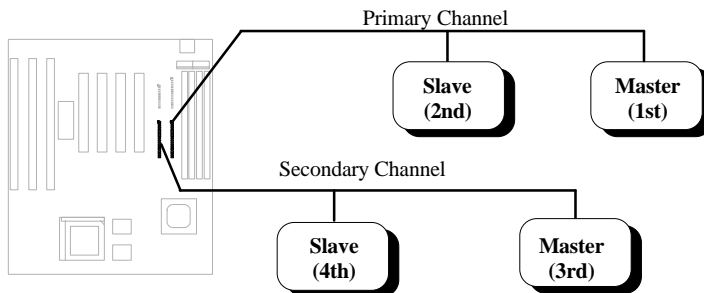 Primary Channel
Slave
(2nd)
Master
(1st)
Secondary Channel
Slave
(4th)
Master
(3rd)